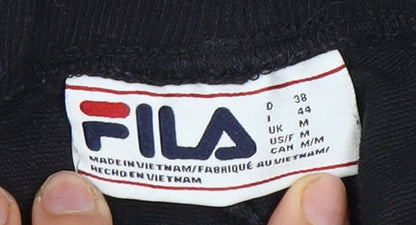 FILA
D 38
I 44
UK M
US/F M
CAN M/M
MADE IN VIETNAM/FABRIQUÉ AU VIETNAM/
HECHO EN VIETNAM